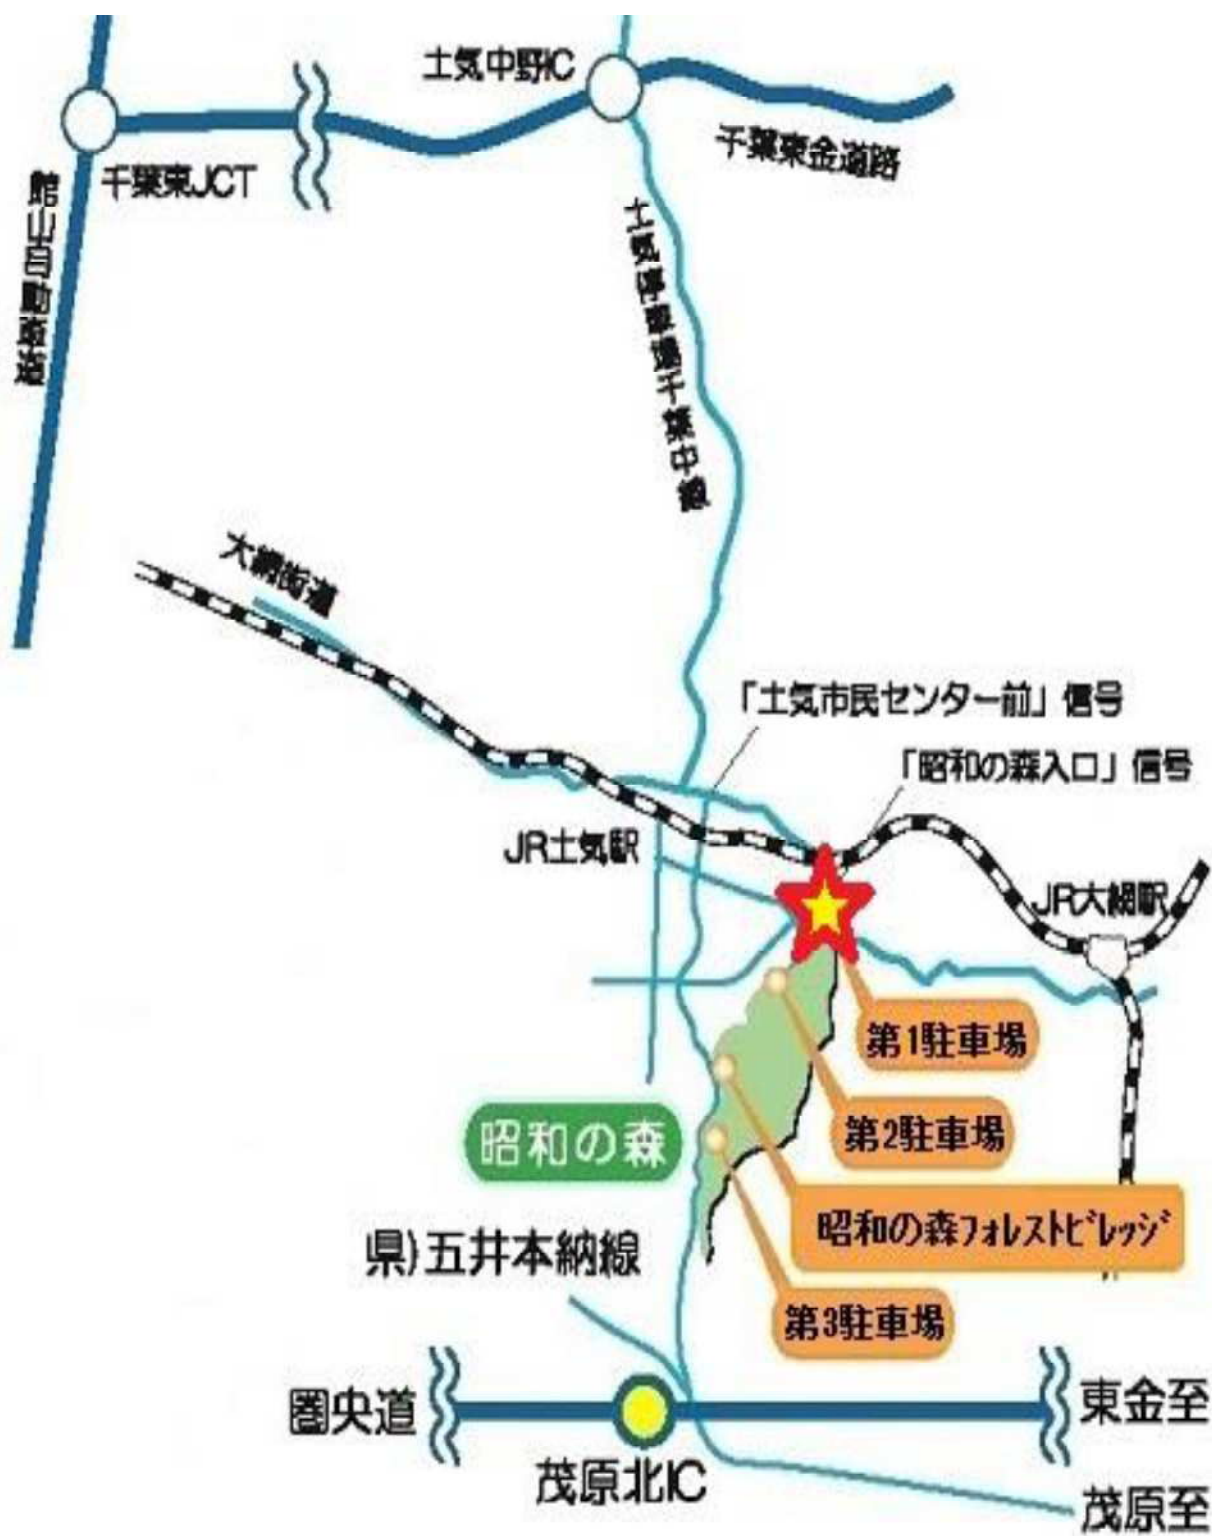 土気中野IC
千葉東金道路
千葉東JCT
館山自動車道
土気停車場千葉中線
大網街道
「土気市民センター前」信号
「昭和の森入口」信号
JR土気駅
JR大網駅
第1駐車場
第2駐車場
昭和の森
昭和の森フォレストビレッジ
県)五井本納線
第3駐車場
圏央道
東金至
茂原北IC
茂原至